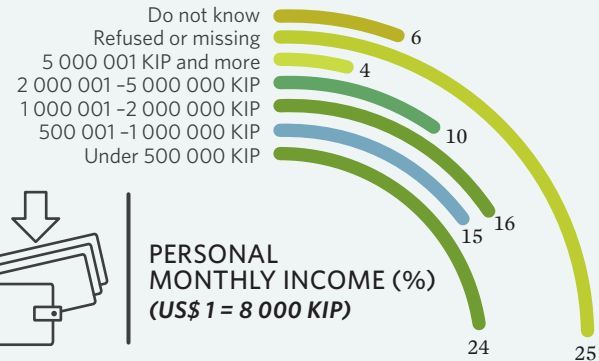 Do not know
6
Refused or missing
25
5 000 001 KIP and more
4
2 000 001 –5 000 000 KIP
10
1 000 001 –2 000 000 KIP
16
500 001 –1 000 000 KIP
15
Under 500 000 KIP
24
PERSONAL
MONTHLY INCOME (%)
(US$ 1 = 8 000 KIP)